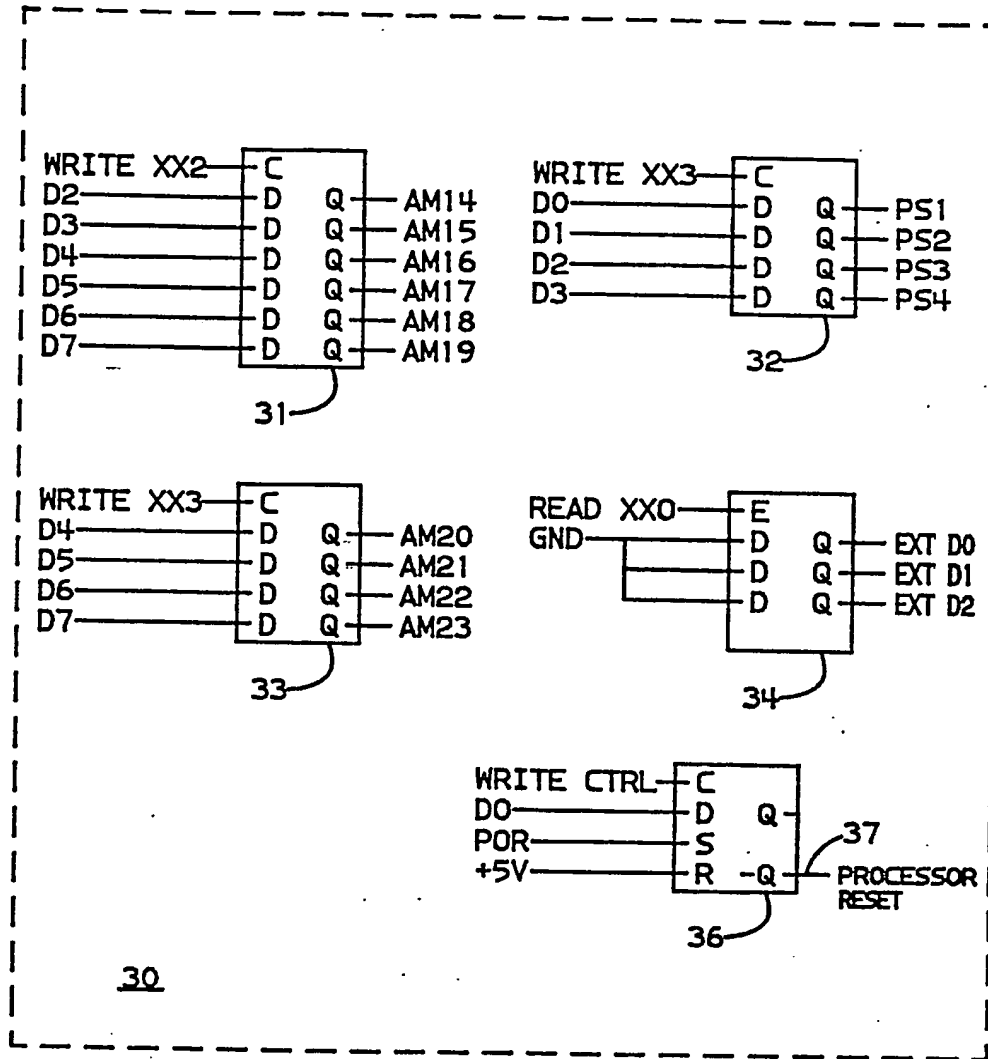 WRITE XX2 C
D2 D Q AM14
D3 D Q AM15
D4 D Q AM16
D5 D Q AM17
D6 D Q AM18
D7 D Q AM19
31
WRITE XX3 C
D0 D Q PS1
D1 D Q PS2
D2 D Q PS3
D3 D Q PS4
32
WRITE XX3 C
D4 D Q AM20
D5 D Q AM21
D6 D Q AM22
D7 D Q AM23
33
READ XX0 E
GND D Q EXT D0
D Q EXT D1
D Q EXT D2
34
WRITE CTRL C
D0 D Q
POR S
37
+5V R -Q PROCESSOR
RESET
36
30